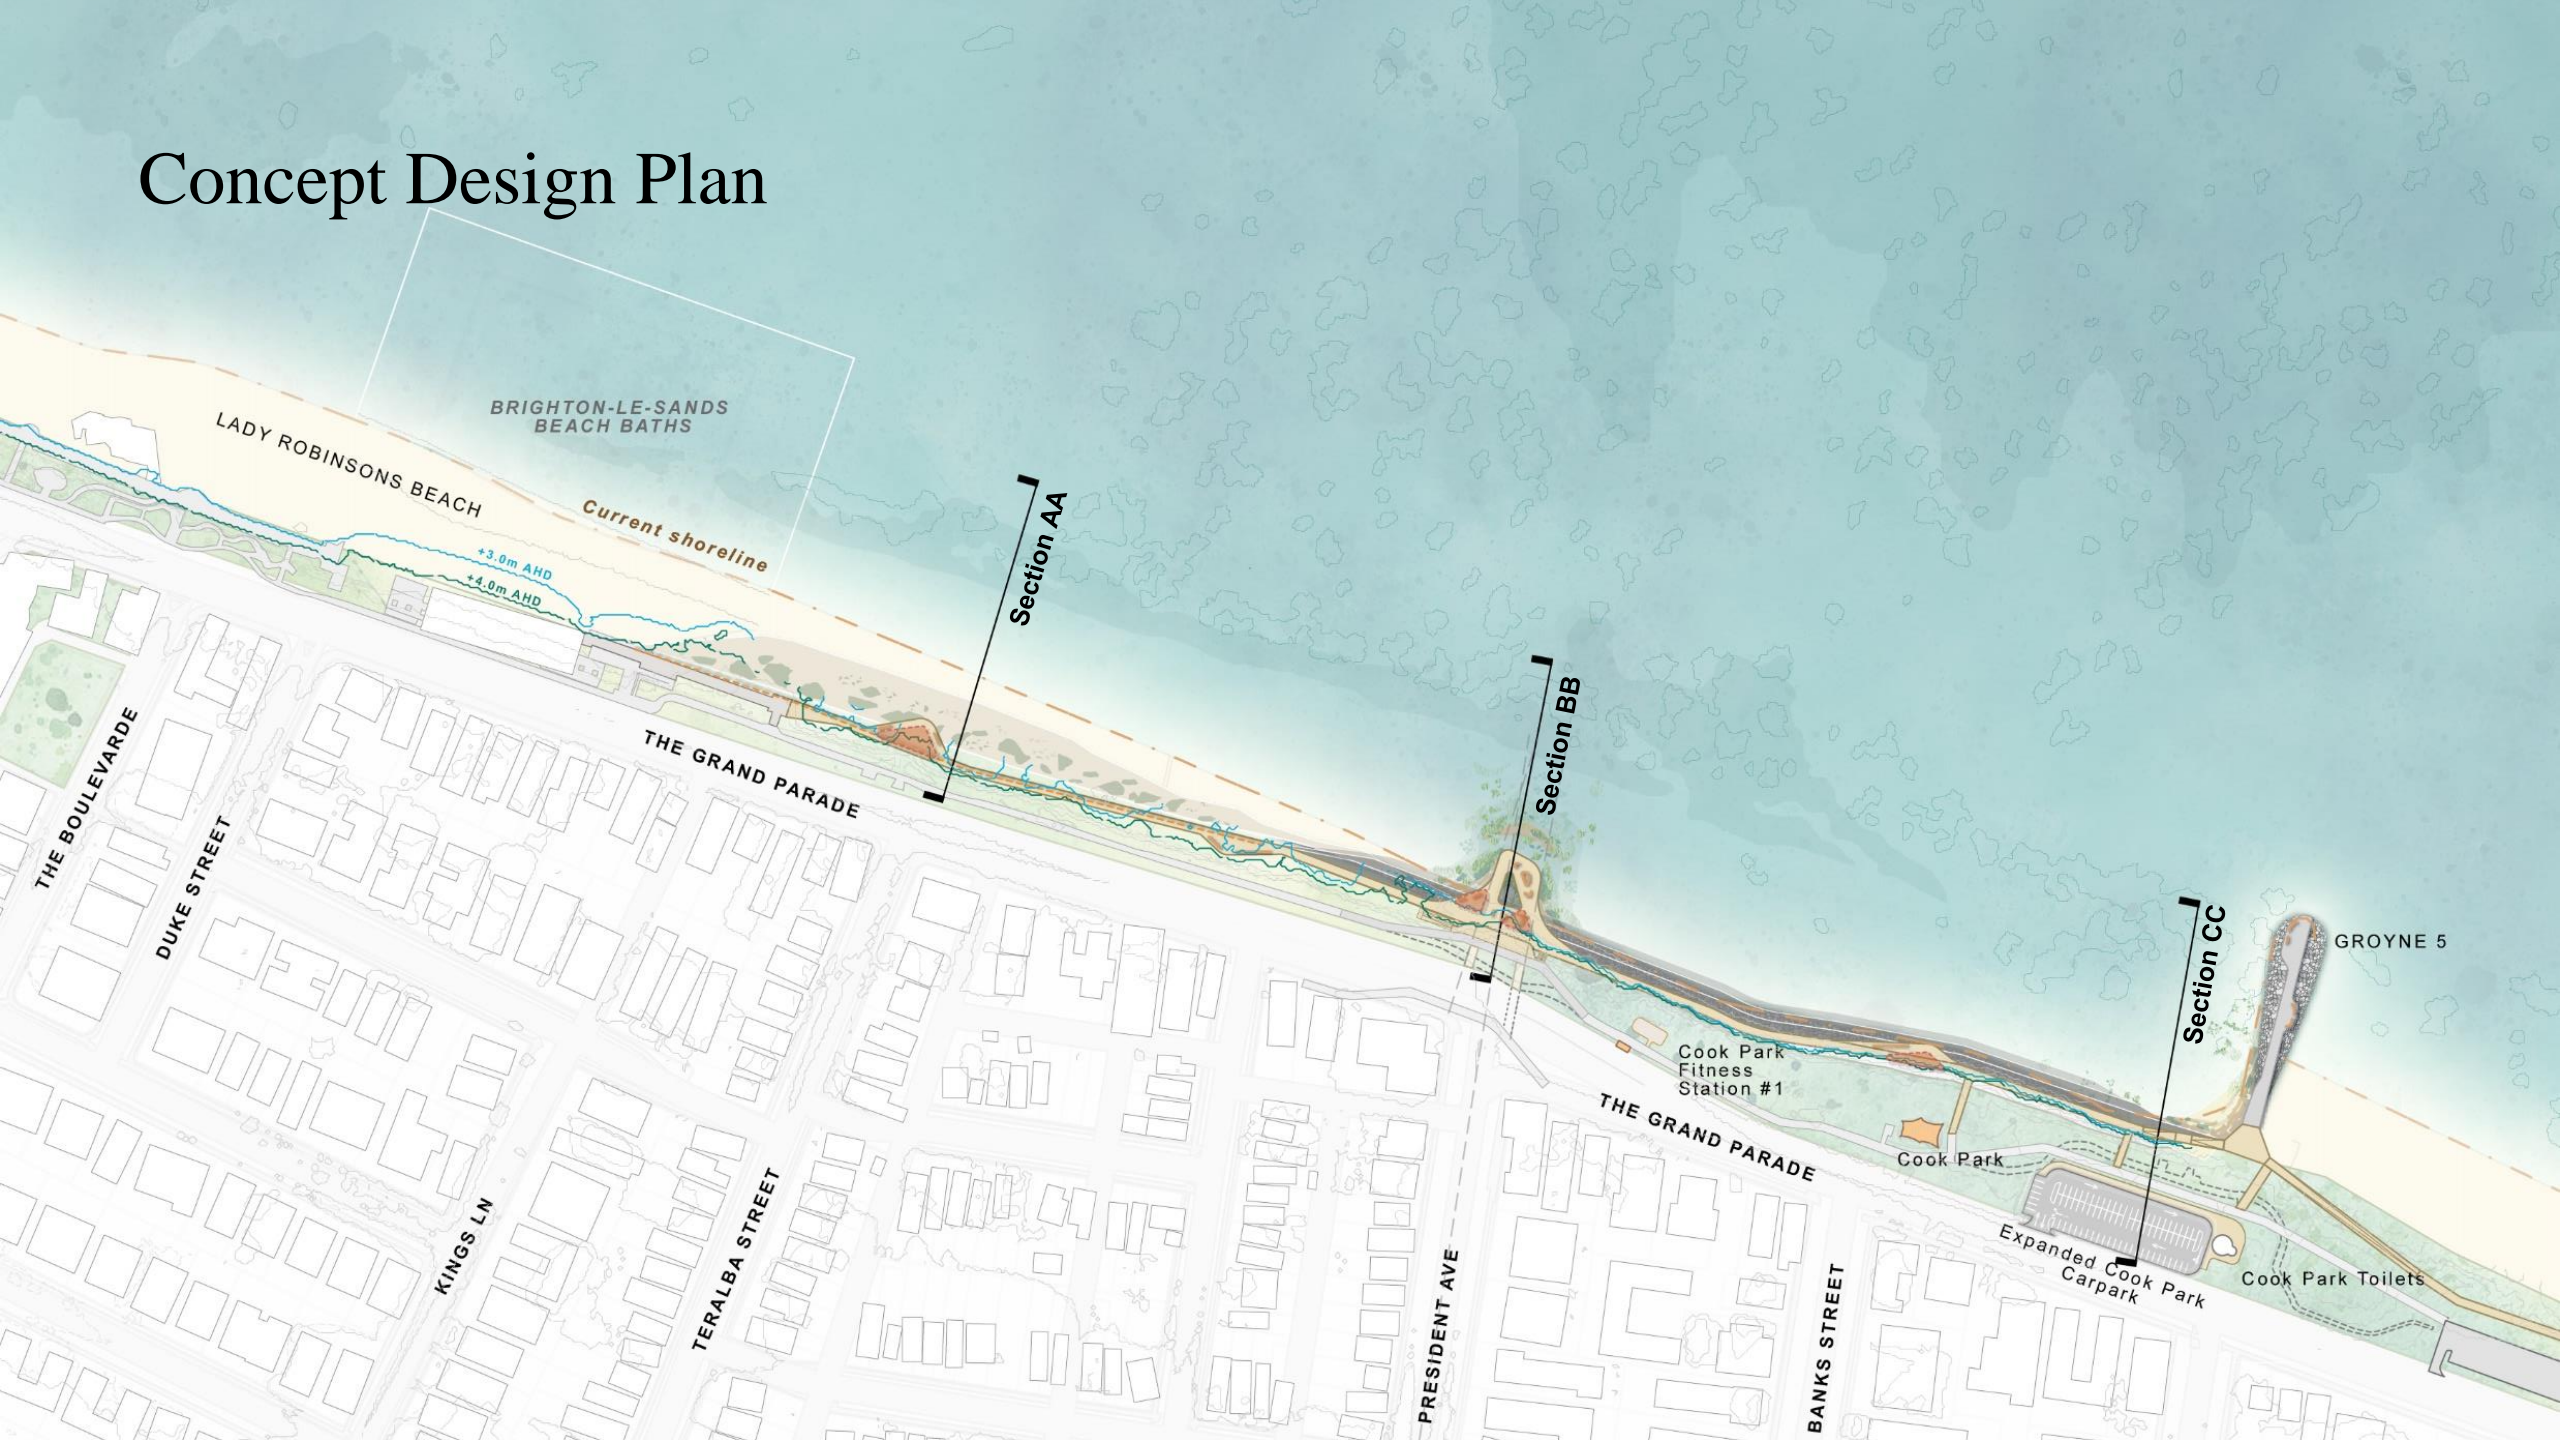 Concept Design Plan
BRIGHTON-LE-SANDS
BEACH BATHS
LADY ROBINSONS BEACH
Current shoreline
+3.0m AHD
+4.0m AHD
Section AA
Section BB
Section CC
GROYNE 5
THE GRAND PARADE
THE BOULEVARDE
DUKE STREET
KINGS LN
TERALBA STREET
PRESIDENT AVE
BANKS STREET
Cook Park
Fitness
Station #1
THE GRAND PARADE
Cook Park
Expanded Cook Park
Carpark
Cook Park Toilets